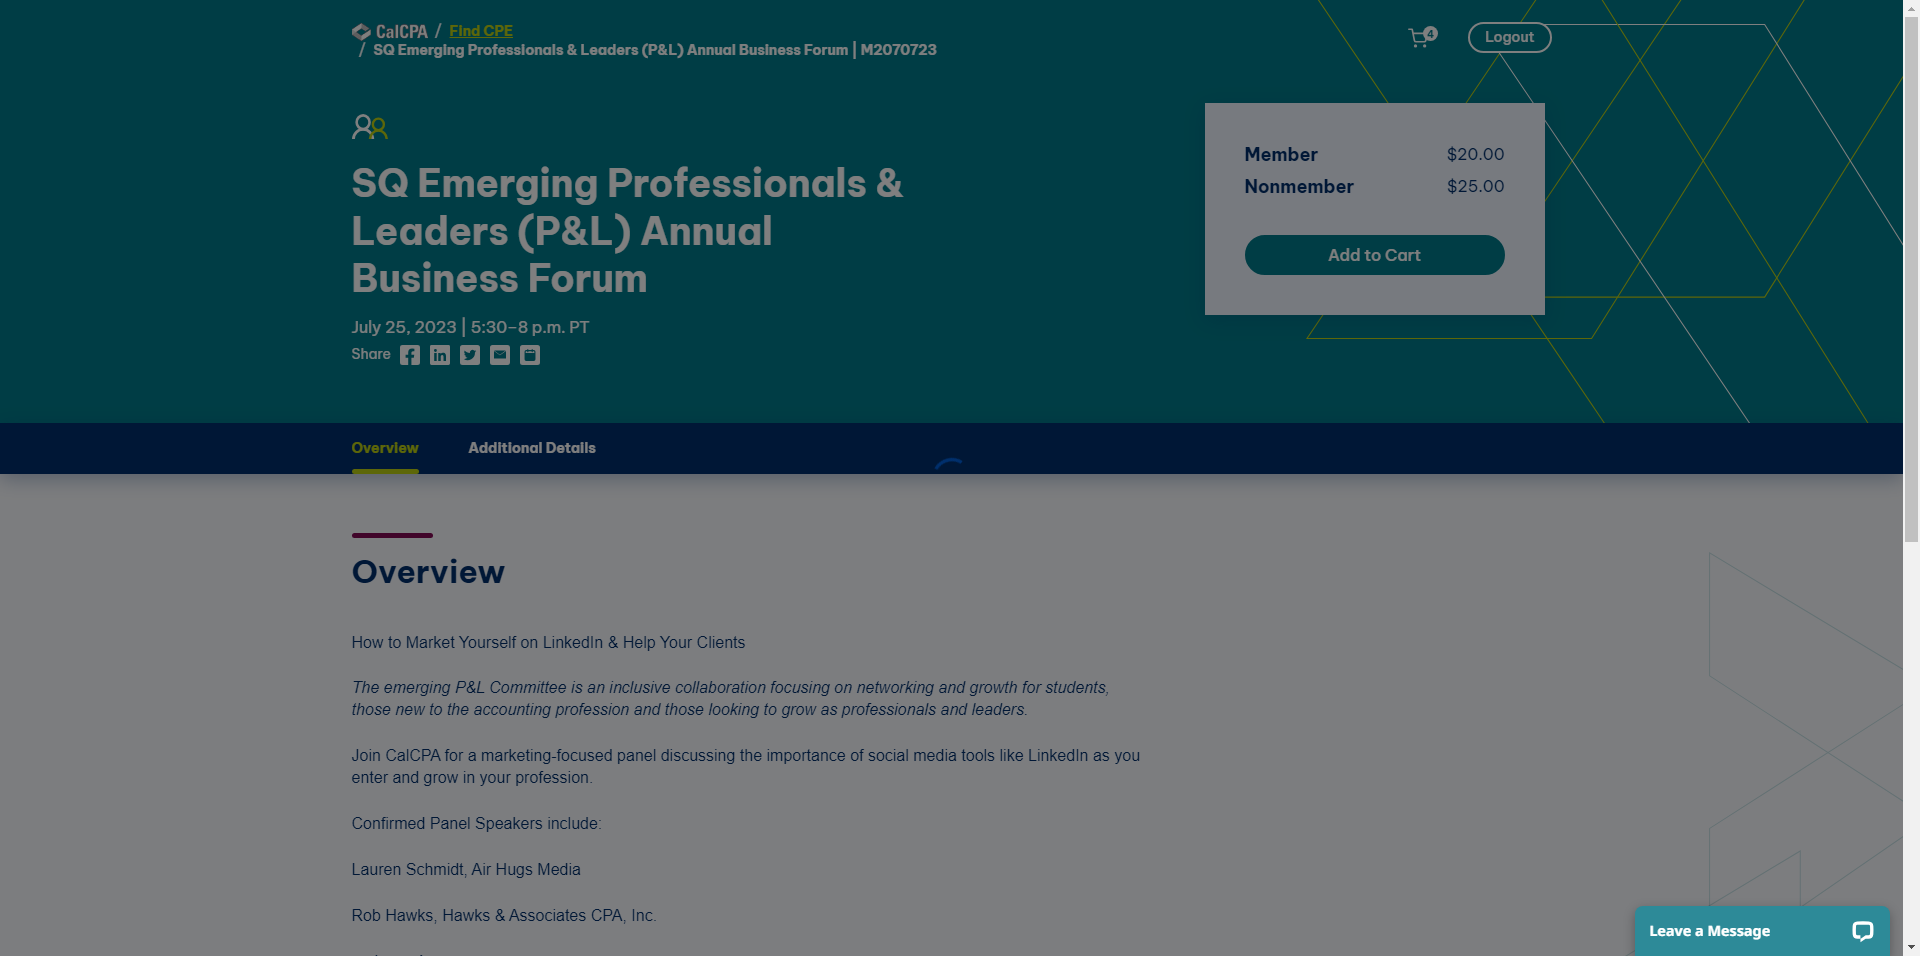 CalCPA / Find CPE
/ SQ Emerging Professionals & Leaders (P&L) Annual Business Forum | M2070723
4
Logout
SQ Emerging Professionals &
Leaders (P&L) Annual
Business Forum
July 25, 2023 | 5:30–8 p.m. PT
Share
Member $20.00
Nonmember $25.00
Add to Cart
Overview
Additional Details
Overview
How to Market Yourself on LinkedIn & Help Your Clients
The emerging P&L Committee is an inclusive collaboration focusing on networking and growth for students,
those new to the accounting profession and those looking to grow as professionals and leaders.
Join CalCPA for a marketing-focused panel discussing the importance of social media tools like LinkedIn as you
enter and grow in your profession.
Confirmed Panel Speakers include:
Lauren Schmidt, Air Hugs Media
Rob Hawks, Hawks & Associates CPA, Inc.
Leave a Message